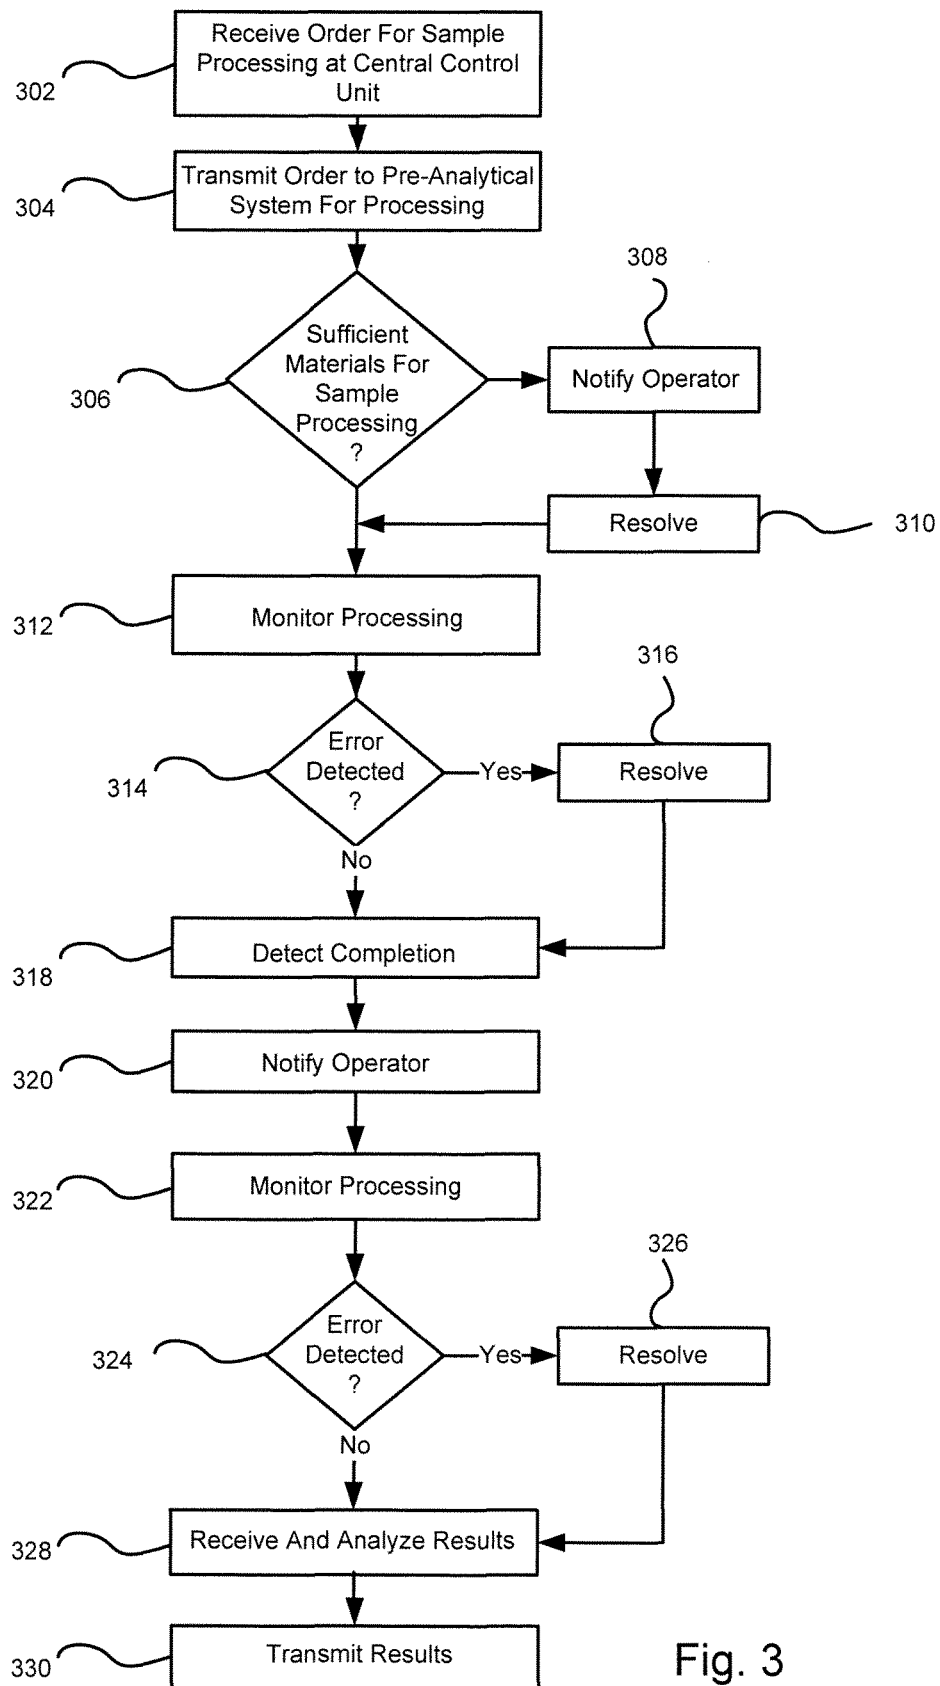 Receive Order For Sample
Processing at Central Control
Unit
302
Transmit Order to Pre-Analytical
System For Processing
304
308
Sufficient
Materials For
Sample
Processing
?
306
Notify Operator
Resolve
310
Monitor Processing
312
316
Error
Detected
?
314
Yes
Resolve
No
Detect Completion
318
Notify Operator
320
Monitor Processing
322
326
Error
Detected
?
324
Yes
Resolve
No
Receive And Analyze Results
328
Transmit Results
330
Fig. 3